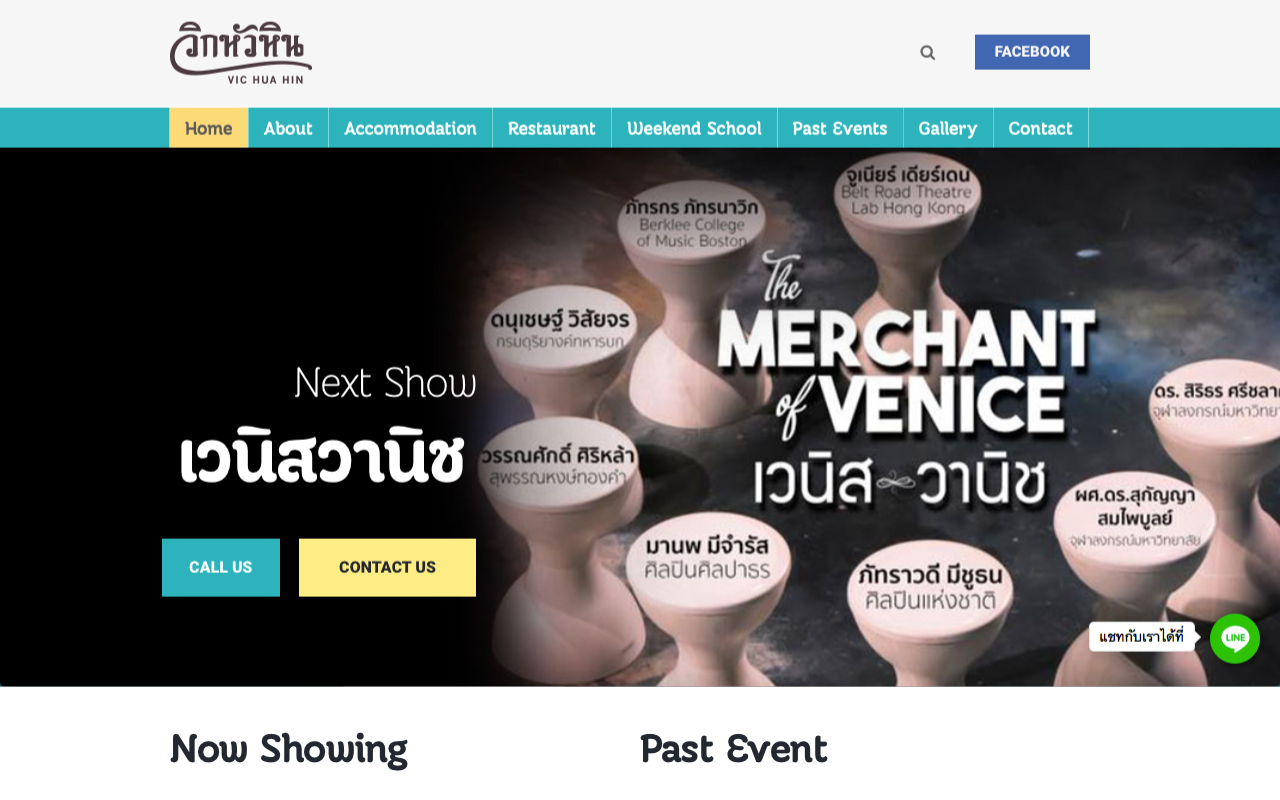 วิกหัวหิน
VIC HUA HIN
FACEBOOK
Home About Accommodation Restaurant Weekend School Past Events Gallery Contact
จูเนียร์ เดียร์เดน
Belt Road Theatre
Lab Hong Kong
ภัทรกร ภัทรนาวิก
Berklee College
of Music Boston
The
MERCHANT
of VENICE
เวนิส วานิช
ดนุเชษฐ์ วิสัยจร
กรมดุริยางค์ทหารบก
Next Show
เวนิสวานิช
ดร. สิริธร ศรีชลา
จุฬาลงกรณ์มหาวิทยา
วรรณศักดิ์ ศิริหล้า
สุพรรณหงษ์ทองคำ
ผศ.ดร.สุกัญญา
สมไพบูลย์
จุฬาลงกรณ์มหาวิทยาลัย
มานพ มีจำรัส
ศิลปินศิลปาธร
ภัทราวดี มีชูธน
ศิลปินแห่งชาติ
CALL US
CONTACT US
แชทกับเราได้ที่
LINE
Now Showing
Past Event